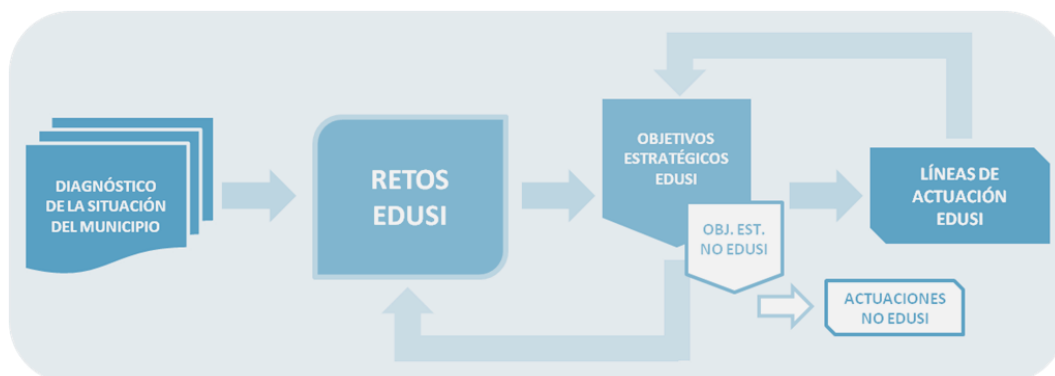 DIAGNÓSTICO
DE LA SITUACIÓN
DEL MUNICIPIO
RETOS
EDUSI
OBJETIVOS
ESTRATÉGICOS
EDUSI
OBJ. EST.
NO EDUSI
LÍNEAS DE
ACTUACIÓN
EDUSI
ACTUACIONES
NO EDUSI